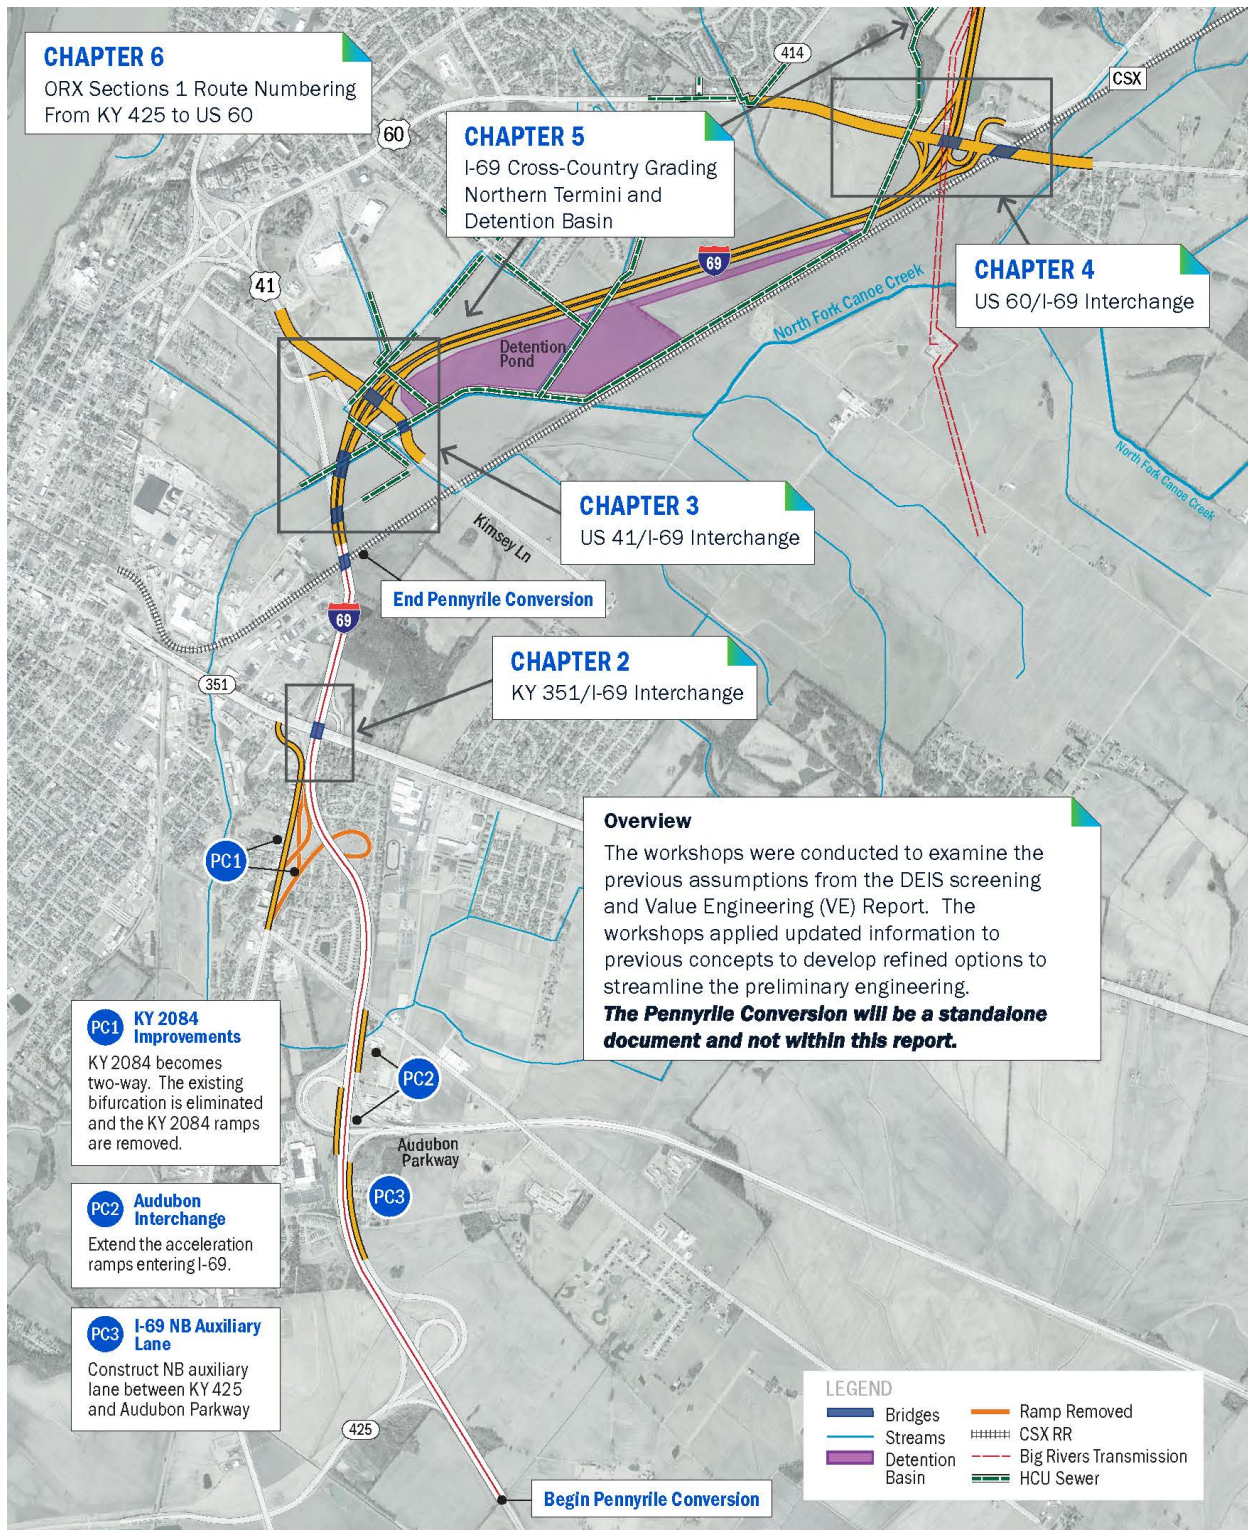 CHAPTER 6
ORX Sections 1 Route Numbering
From KY 425 to US 60
414
CSX
60
CHAPTER 5
I-69 Cross-Country Grading
Northern Termini and
Detention Basin
69
CHAPTER 4
US 60/I-69 Interchange
41
North Fork Canoe Creek
Detention
Pond
North Fork Canoe Creek
CHAPTER 3
US 41/I-69 Interchange
Kimsey Ln
End Pennyrile Conversion
69
CHAPTER 2
KY 351/I-69 Interchange
351
Overview
The workshops were conducted to examine the
previous assumptions from the DEIS screening
and Value Engineering (VE) Report. The
workshops applied updated information to
previous concepts to develop refined options to
streamline the preliminary engineering.
The Pennyrile Conversion will be a standalone
document and not within this report.
PC1
PC1
KY 2084
Improvements
KY 2084 becomes
two-way. The existing
bifurcation is eliminated
and the KY 2084 ramps
are removed.
PC2
Audubon
Parkway
PC3
PC2
Audubon
Interchange
Extend the acceleration
ramps entering I-69.
PC3
I-69 NB Auxiliary
Lane
Construct NB auxiliary
lane between KY 425
and Audubon Parkway
425
Begin Pennyrile Conversion
LEGEND
Bridges
Streams
Detention
Basin
Ramp Removed
CSX RR
Big Rivers Transmission
HCU Sewer